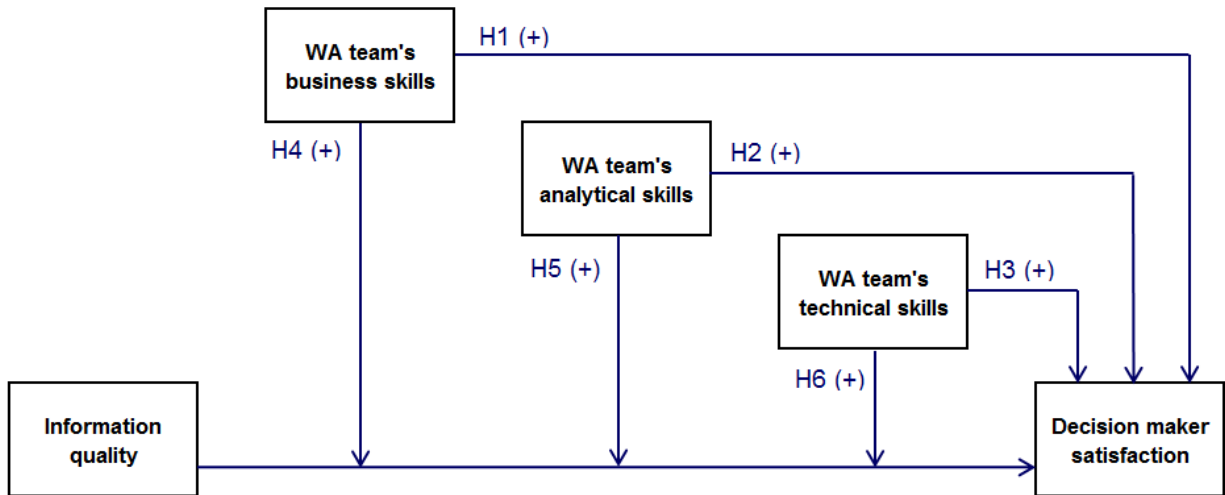 WA team's
business skills
H1 (+)
H4 (+)
WA team's
analytical skills
H2 (+)
H5 (+)
WA team's
technical skills
H3 (+)
H6 (+)
Information
quality
Decision maker
satisfaction